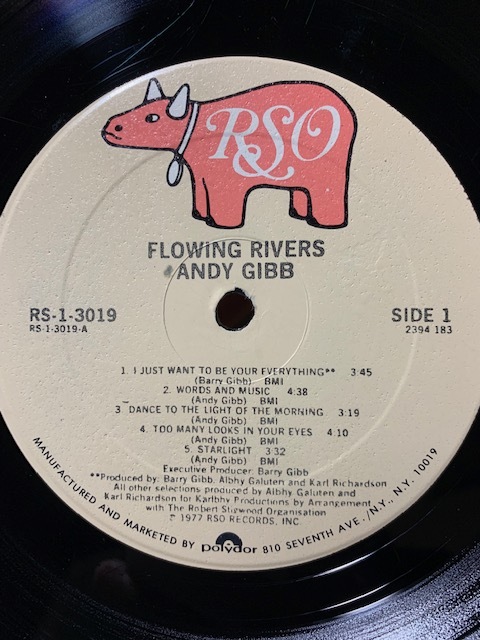 RSO
FLOWING RIVERS
ANDY GIBB
RS-1-3019
RS-1-3019-A
SIDE 1
2394 183
1. I JUST WANT TO BE YOUR EVERYTHING** 3:45
(Barry Gibb) BMI
2. WORDS AND MUSIC 4:38
(Andy Gibb) BMI
3. DANCE TO THE LIGHT OF THE MORNING 3:19
(Andy Gibb) BMI
4. TOO MANY LOOKS IN YOUR EYES 4:10
(Andy Gibb) BMI
5. STARLIGHT 3:32
(Andy Gibb) BMI
Executive Producer: Barry Gibb
**Produced by: Barry Gibb, Albhy Galuten and Karl Richardson
All other selections produced by Albhy Galuten and
Karl Richardson for Karlbhy Productions by Arrangement
with The Robert Stigwood Organisation
℗ 1977 RSO RECORDS, INC.
MANUFACTURED AND MARKETED BY polydor 810 SEVENTH AVE./N.Y., N.Y. 10019